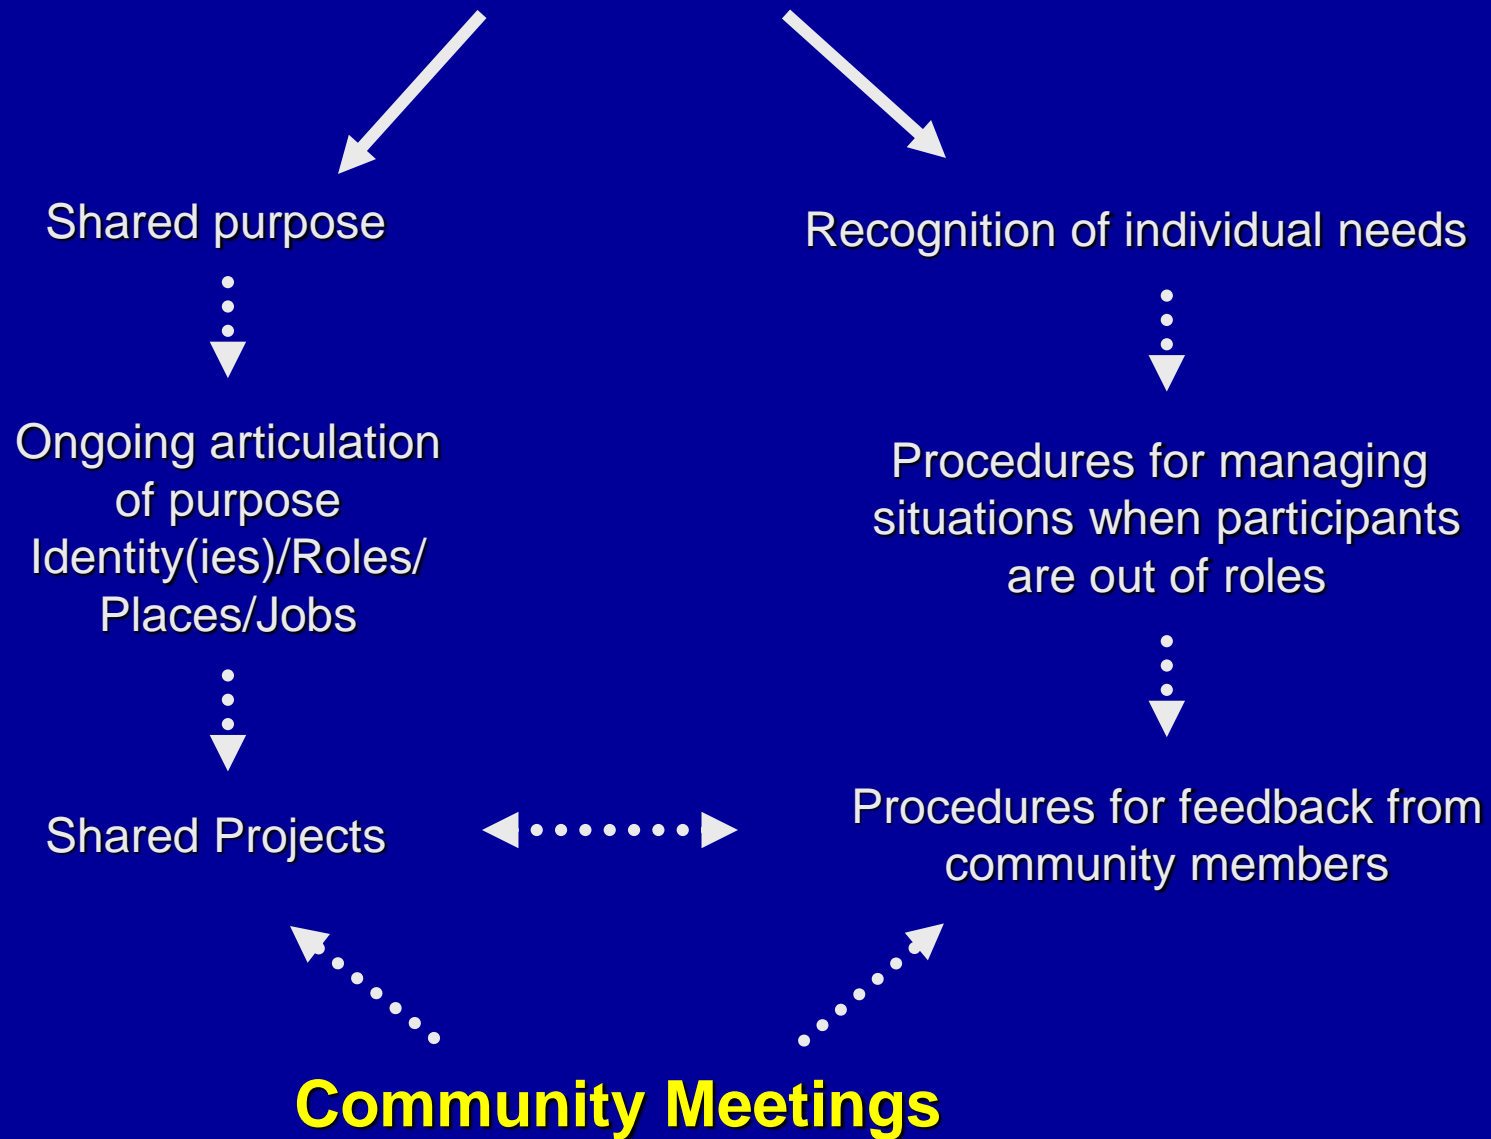 Shared purpose
Recognition of individual needs
Ongoing articulation
of purpose
Identity(ies)/Roles/
Places/Jobs
Procedures for managing
situations when participants
are out of roles
Shared Projects
Procedures for feedback from
community members
Community Meetings